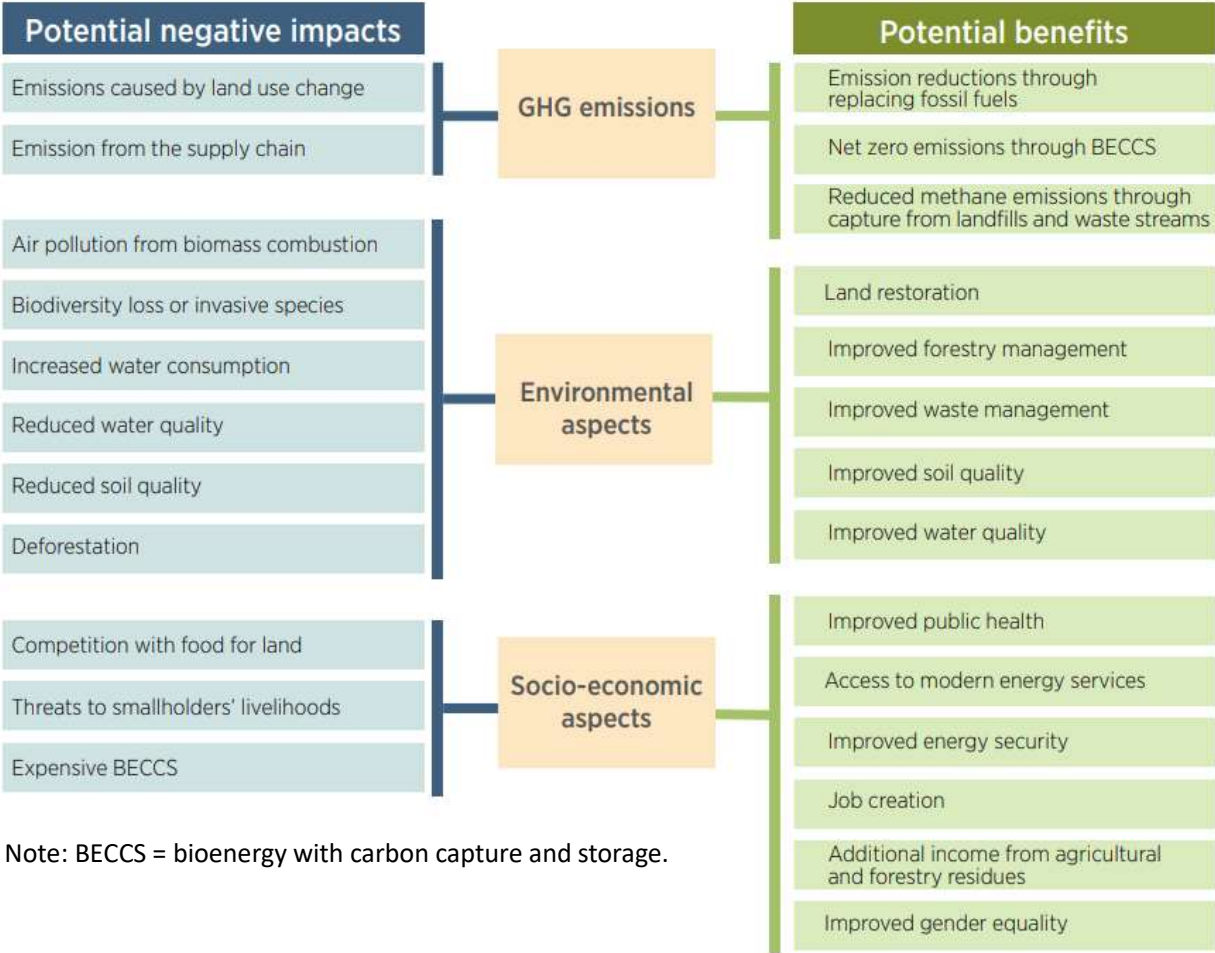 Potential negative impacts
Emissions caused by land use change
Emission from the supply chain
Air pollution from biomass combustion
Biodiversity loss or invasive species
Increased water consumption
Reduced water quality
Reduced soil quality
Deforestation
Competition with food for land
Threats to smallholders’ livelihoods
Expensive BECCS
GHG emissions
Environmental
aspects
Socio-economic
aspects
Potential benefits
Emission reductions through
replacing fossil fuels
Net zero emissions through BECCS
Reduced methane emissions through
capture from landfills and waste streams
Land restoration
Improved forestry management
Improved waste management
Improved soil quality
Improved water quality
Improved public health
Access to modern energy services
Improved energy security
Job creation
Additional income from agricultural
and forestry residues
Improved gender equality
Note: BECCS = bioenergy with carbon capture and storage.